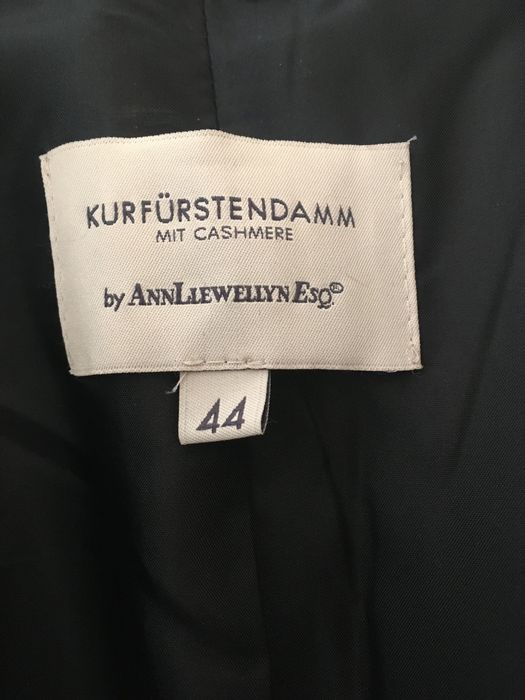 KURFÜRSTENDAMM
MIT CASHMERE
by ANNLLEWELLYN ESQ®
44